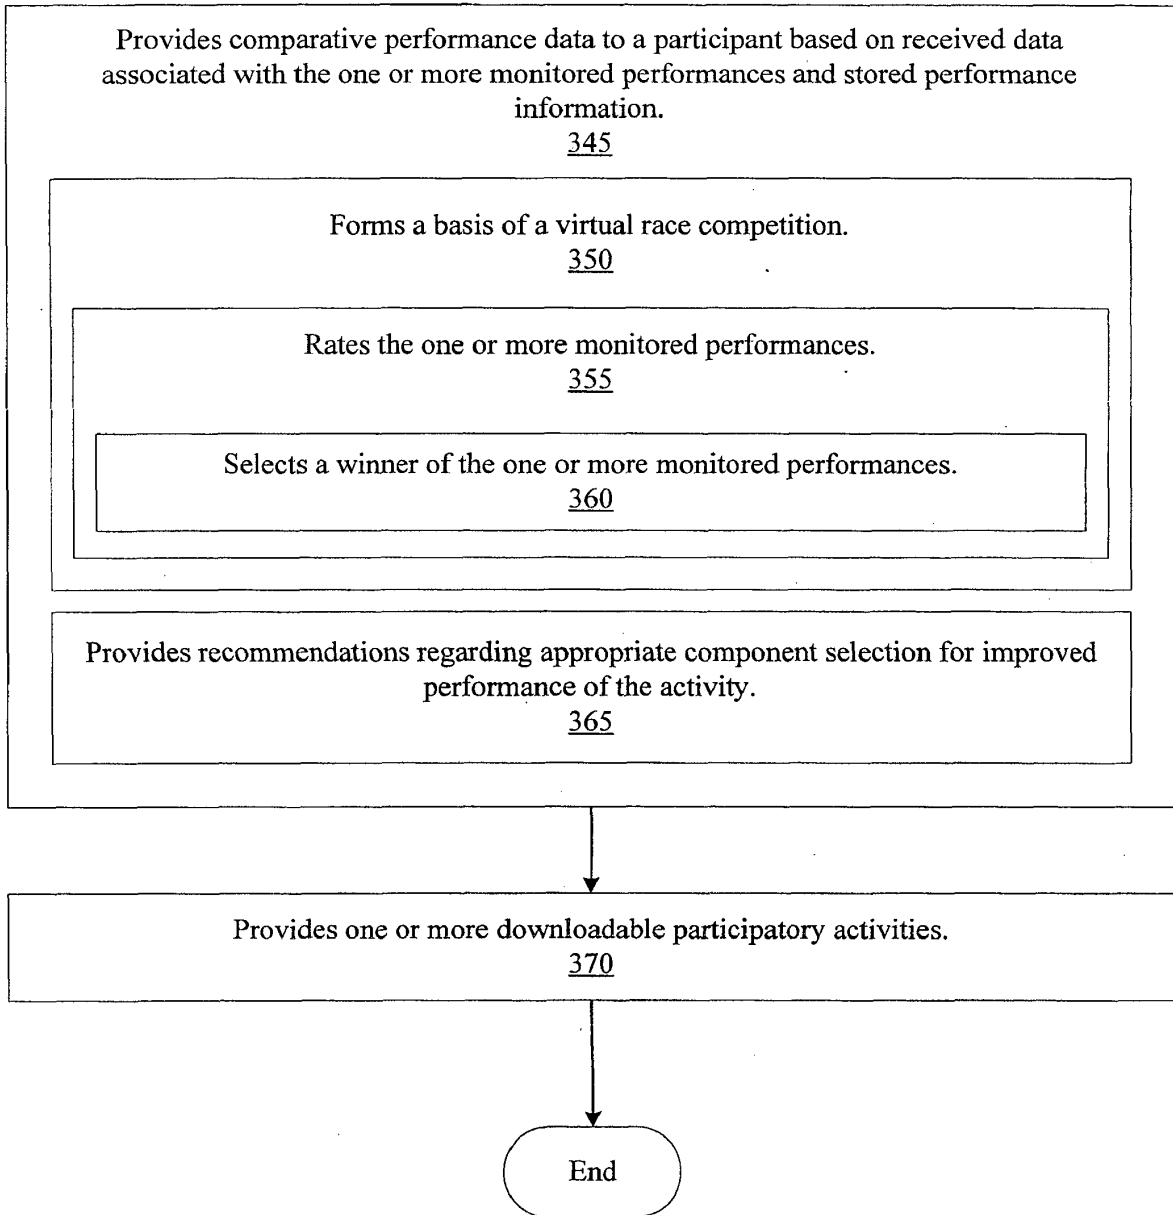 Provides comparative performance data to a participant based on received data
associated with the one or more monitored performances and stored performance
information.
345
Forms a basis of a virtual race competition.
350
Rates the one or more monitored performances.
355
Selects a winner of the one or more monitored performances.
360
Provides recommendations regarding appropriate component selection for improved
performance of the activity.
365
Provides one or more downloadable participatory activities.
370
End